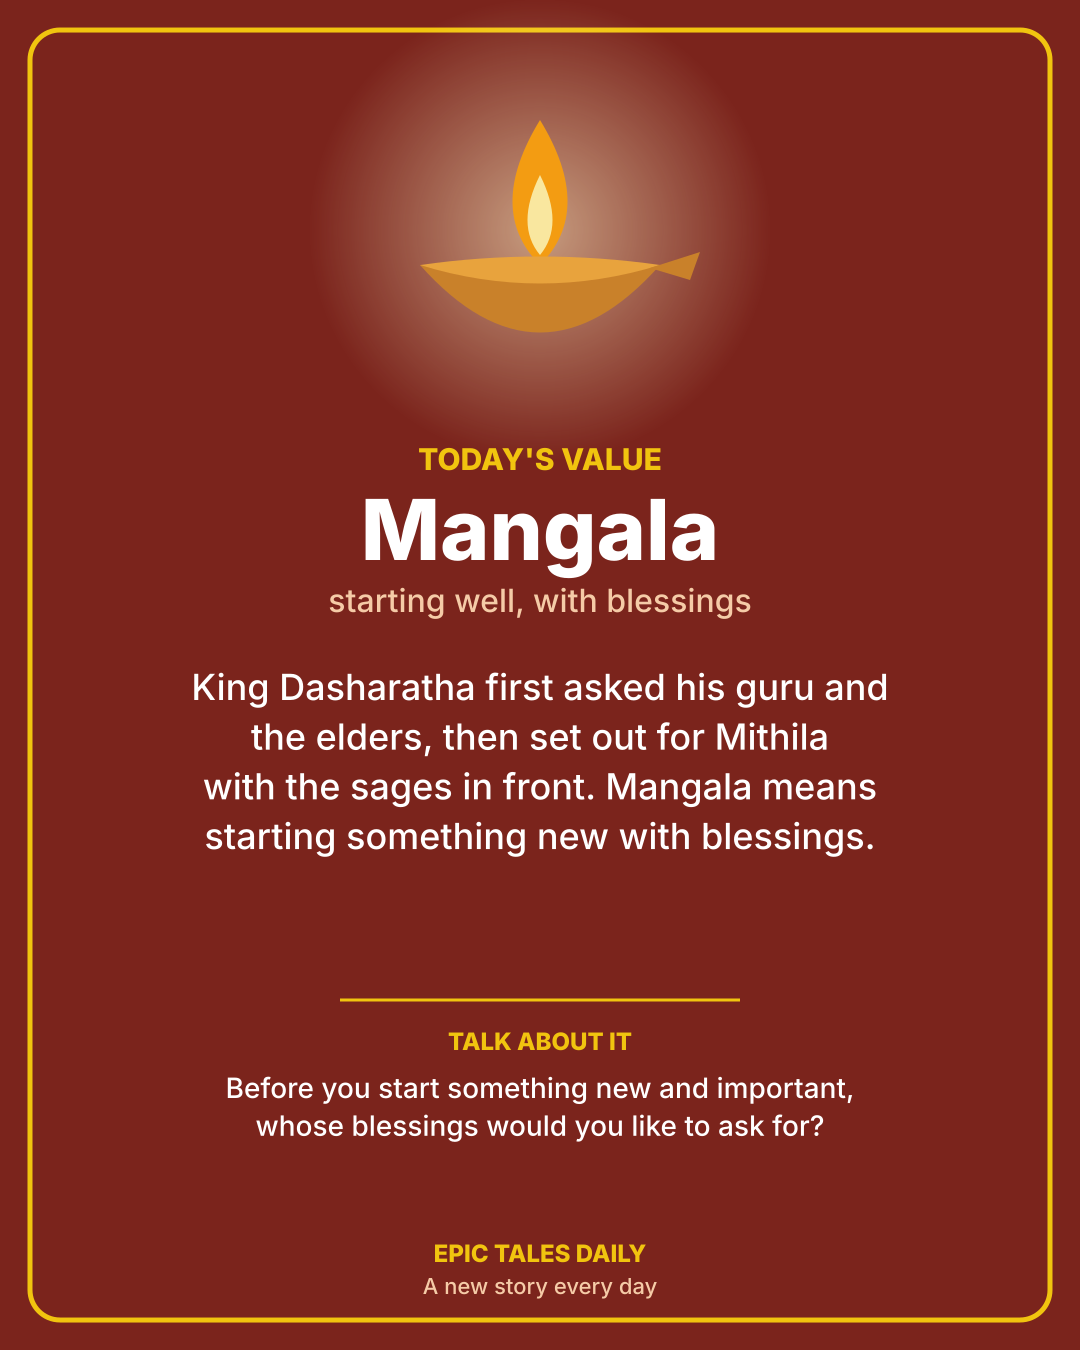 TODAY'S VALUE
Mangala
starting well, with blessings
King Dasharatha first asked his guru and
the elders, then set out for Mithila
with the sages in front. Mangala means
starting something new with blessings.
TALK ABOUT IT
Before you start something new and important,
whose blessings would you like to ask for?
EPIC TALES DAILY
A new story every day